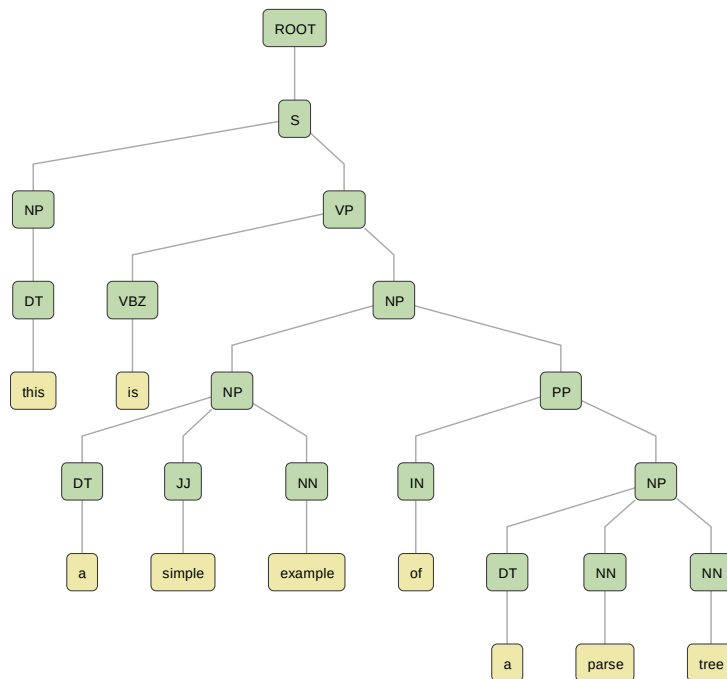 ROOT
S
NP VP
DT VBZ NP
this is NP PP
DT JJ NN IN NP
a simple example of DT NN NN
a parse tree